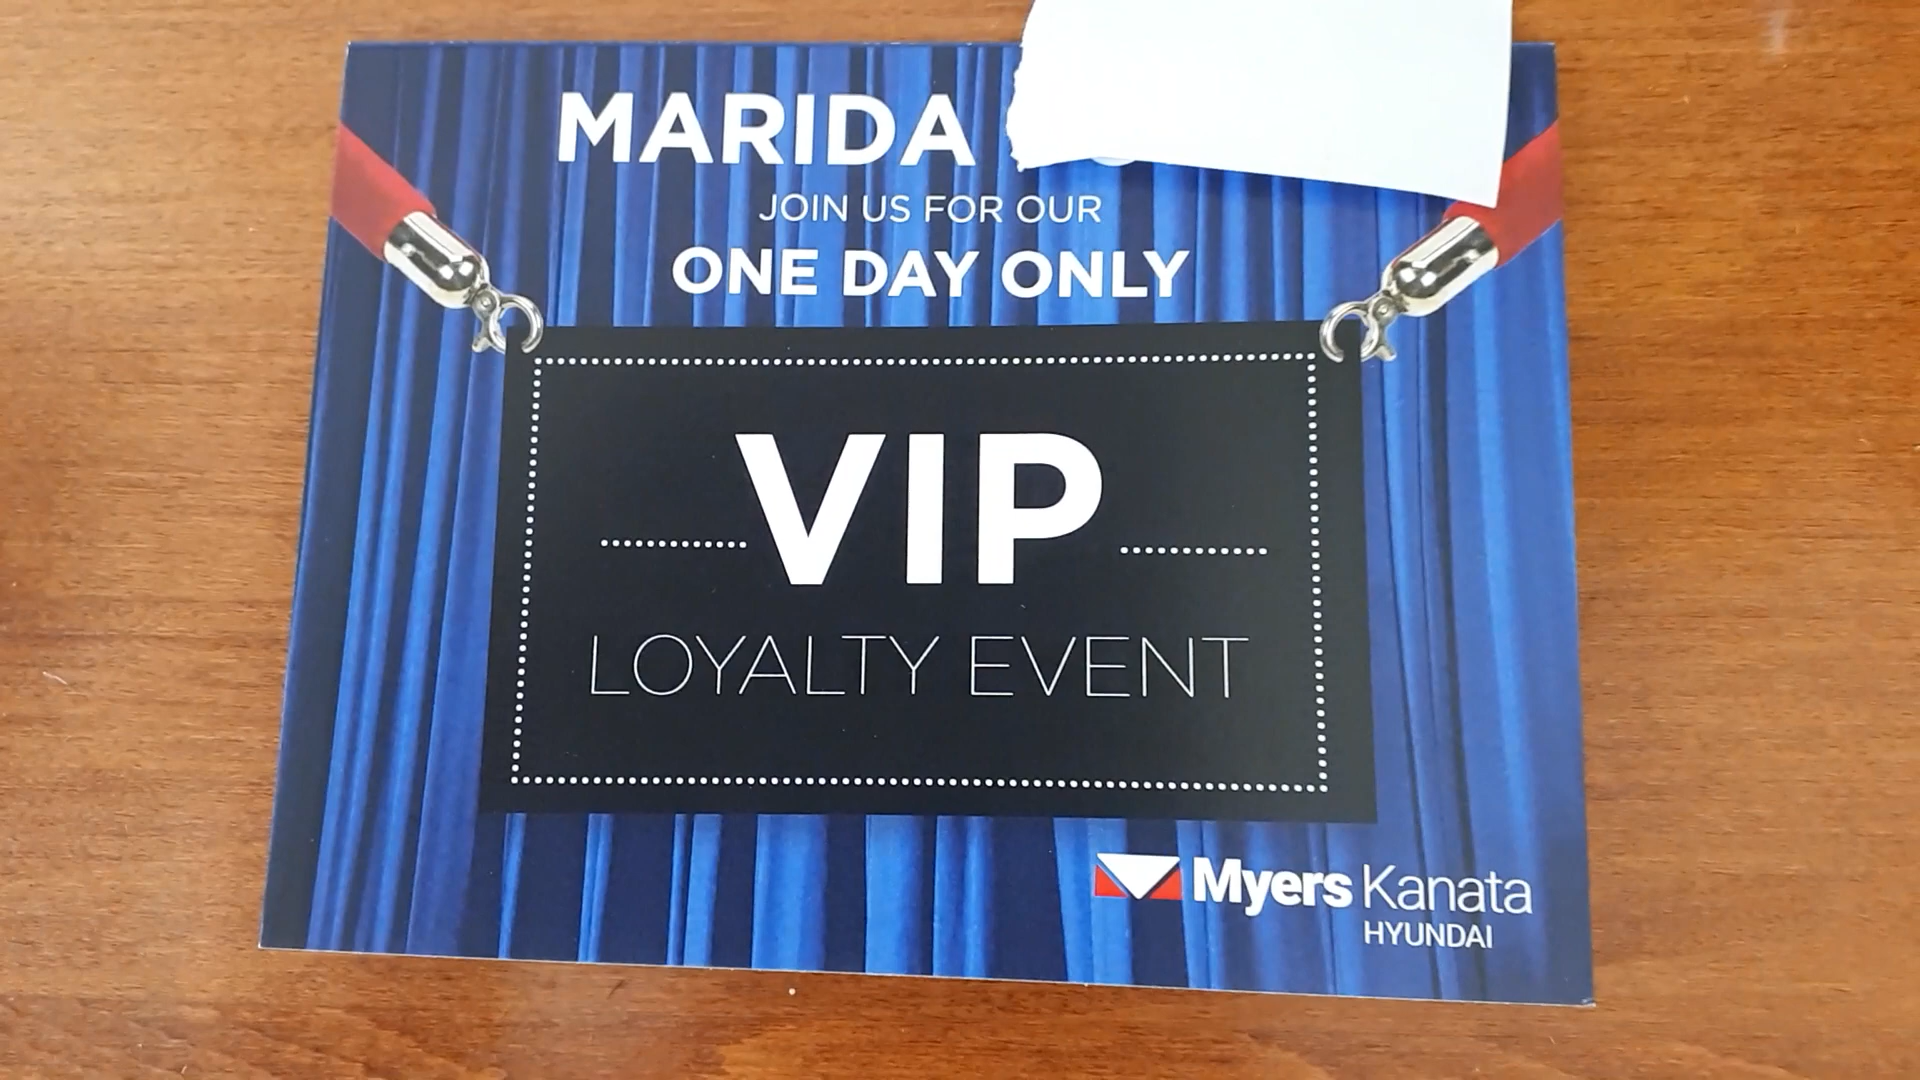 MARIDA
JOIN US FOR OUR
ONE DAY ONLY
VIP
LOYALTY EVENT
Myers Kanata
HYUNDAI